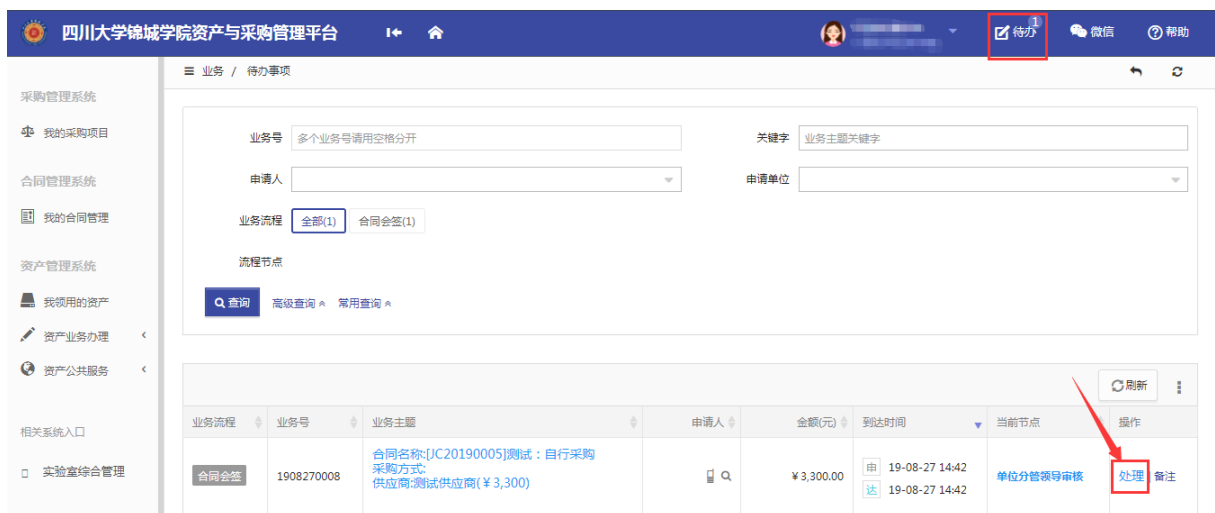 四川大学锦城学院资产与采购管理平台
待办 1
微信
帮助
业务 / 待办事项
采购管理系统
我的采购项目
合同管理系统
我的合同管理
资产管理系统
我领用的资产
资产业务办理
资产公共服务
相关系统入口
实验室综合管理
业务号 多个业务号请用空格分开
关键字 业务主题关键字
申请人
申请单位
业务流程 全部(1) 合同会签(1)
流程节点
查询 高级查询 常用查询
刷新
业务流程 业务号 业务主题 申请人 金额(元) 到达时间 当前节点 操作
合同会签 1908270008
合同名称:[JC20190005]测试：自行采购
采购方式:
供应商:测试供应商(¥3,300)
¥3,300.00
申 19-08-27 14:42
达 19-08-27 14:42
单位分管领导审核
处理 备注